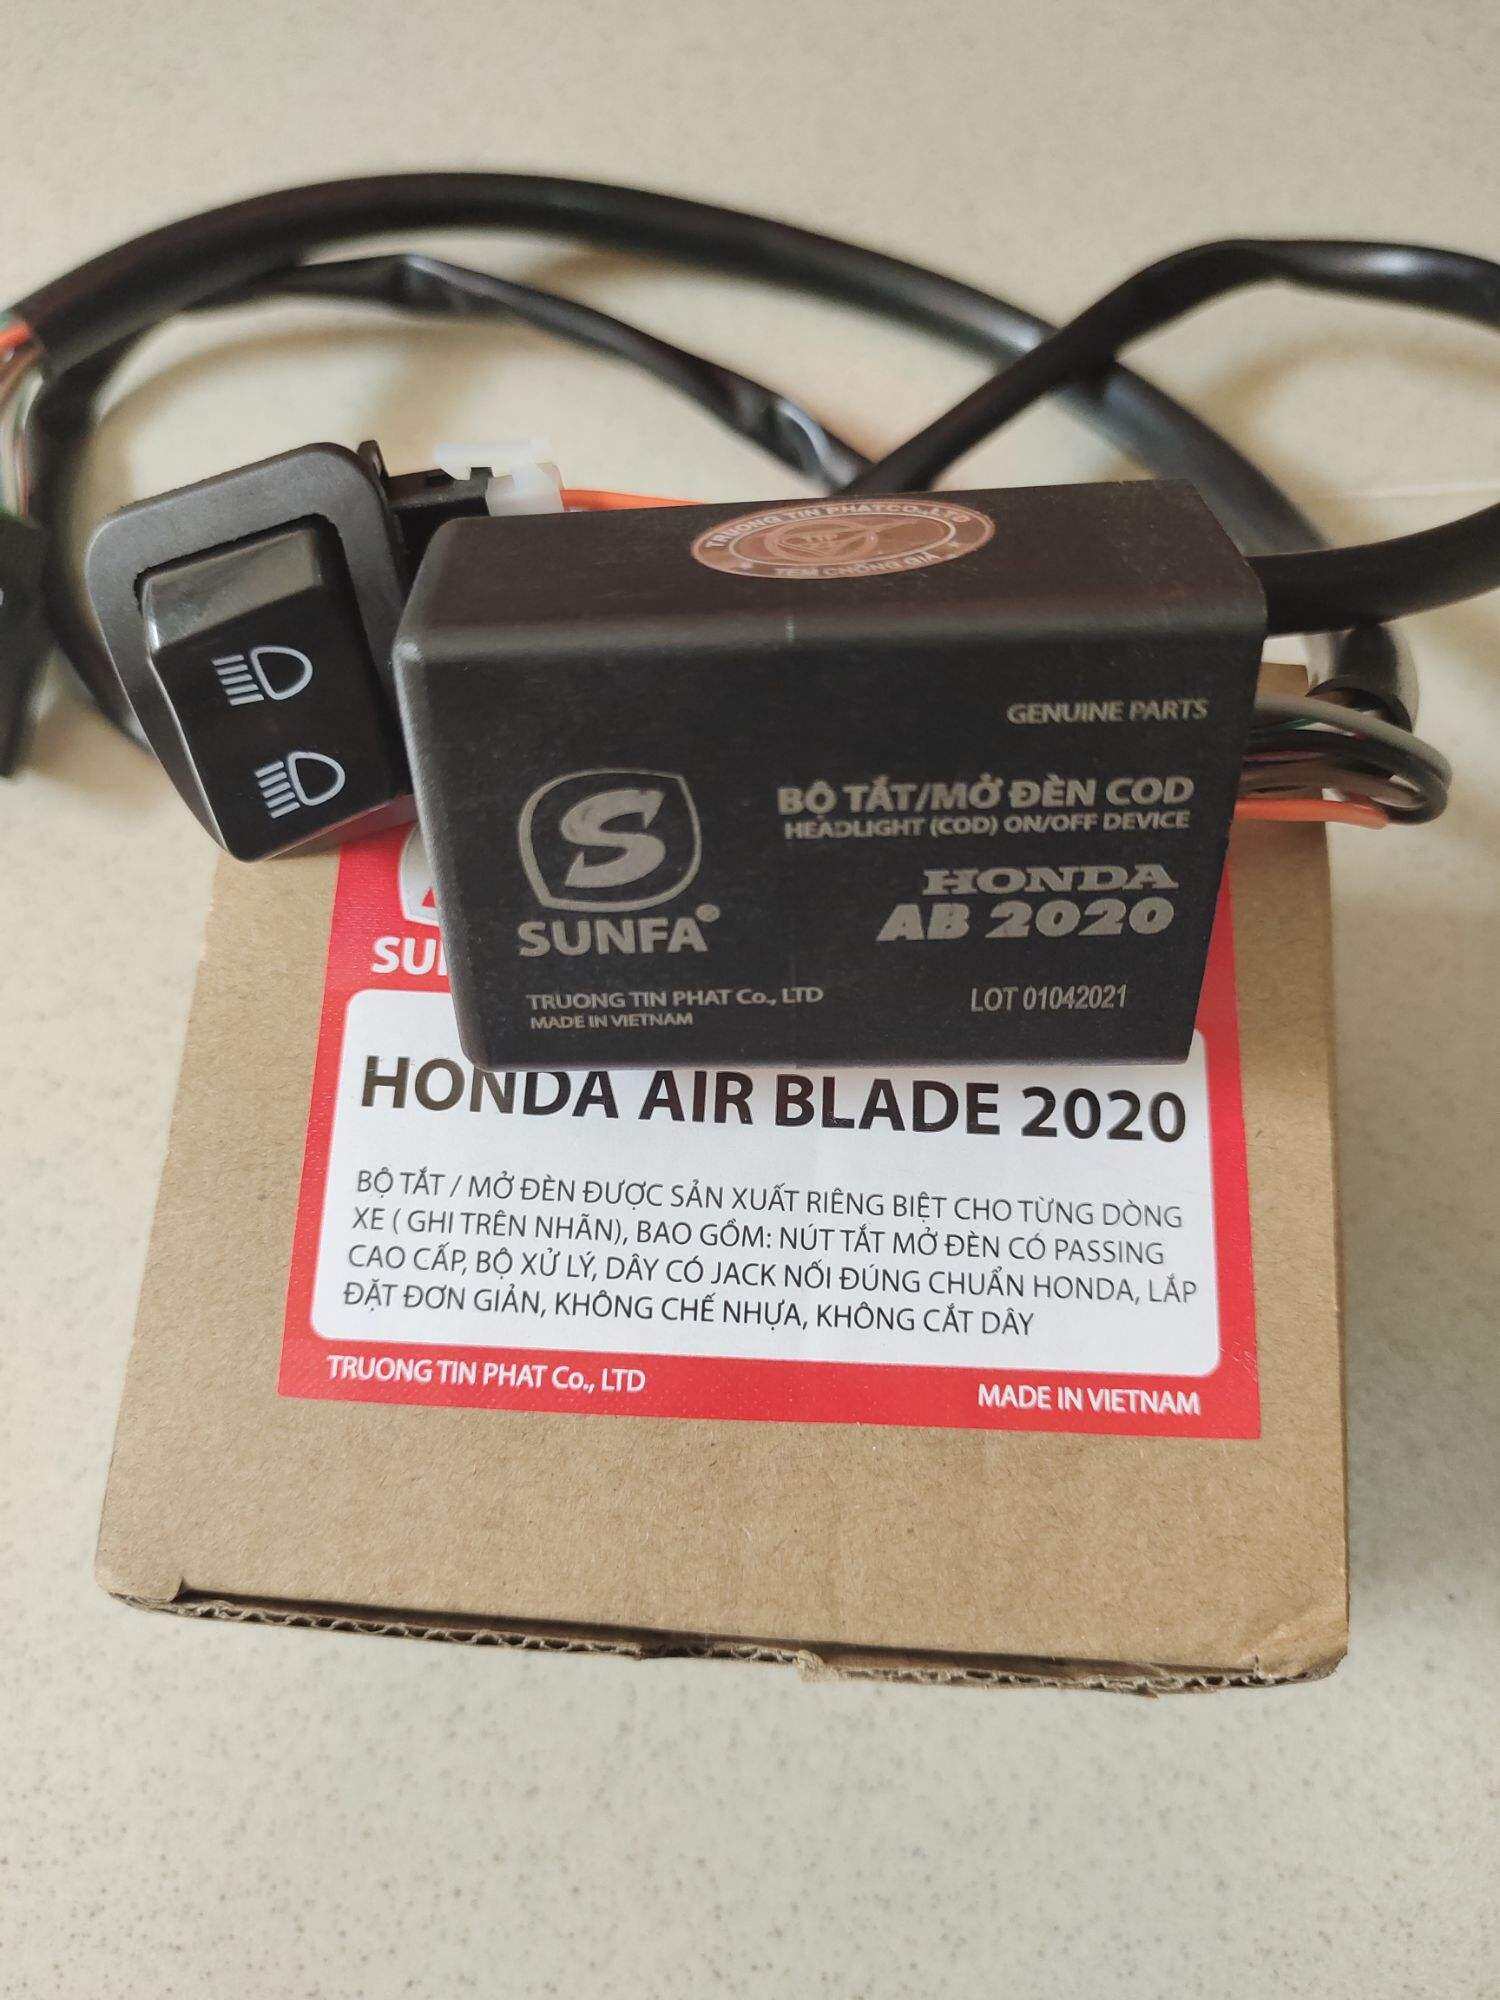 TRUONG TIN PHAT CO., LTD
TEM CHỐNG GIẢ
GENUINE PARTS
BỘ TẮT/MỞ ĐÈN COD
HEADLIGHT (COD) ON/OFF DEVICE
HONDA
AB 2020
S
SUNFA®
TRUONG TIN PHAT Co., LTD
MADE IN VIETNAM
LOT 01042021
HONDA AIR BLADE 2020
BỘ TẮT / MỞ ĐÈN ĐƯỢC SẢN XUẤT RIÊNG BIỆT CHO TỪNG DÒNG
XE ( GHI TRÊN NHÃN), BAO GỒM: NÚT TẮT MỞ ĐÈN CÓ PASSING
CAO CẤP, BỘ XỬ LÝ, DÂY CÓ JACK NỐI ĐÚNG CHUẨN HONDA, LẮP
ĐẶT ĐƠN GIẢN, KHÔNG CHẾ NHỰA, KHÔNG CẮT DÂY
TRUONG TIN PHAT Co., LTD
MADE IN VIETNAM